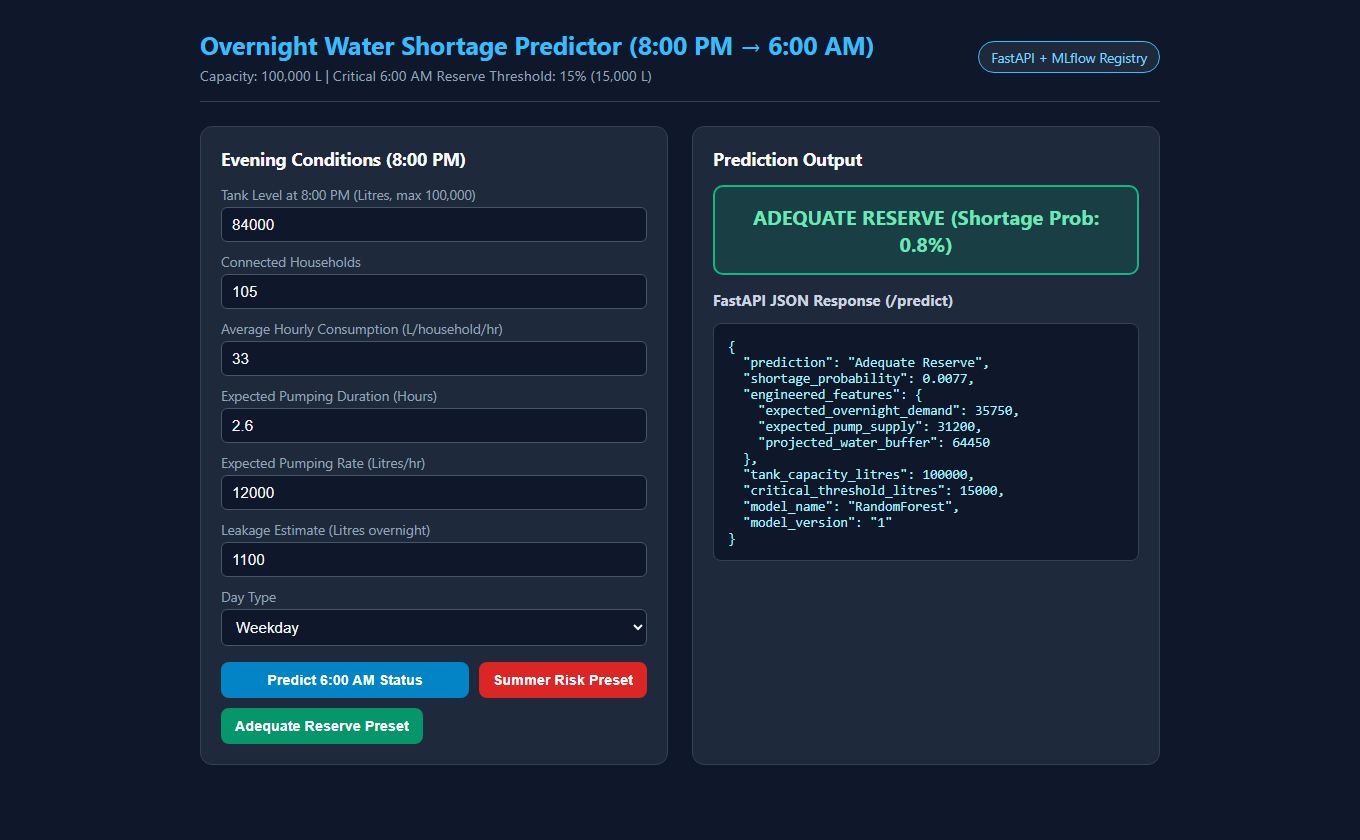 Overnight Water Shortage Predictor (8:00 PM → 6:00 AM)
Capacity: 100,000 L | Critical 6:00 AM Reserve Threshold: 15% (15,000 L)
FastAPI + MLflow Registry
Evening Conditions (8:00 PM)
Tank Level at 8:00 PM (Litres, max 100,000)
84000
Connected Households
105
Average Hourly Consumption (L/household/hr)
33
Expected Pumping Duration (Hours)
2.6
Expected Pumping Rate (Litres/hr)
12000
Leakage Estimate (Litres overnight)
1100
Day Type
Weekday
Predict 6:00 AM Status
Summer Risk Preset
Adequate Reserve Preset
Prediction Output
ADEQUATE RESERVE (Shortage Prob:
0.8%)
FastAPI JSON Response (/predict)
{
  "prediction": "Adequate Reserve",
  "shortage_probability": 0.0077,
  "engineered_features": {
    "expected_overnight_demand": 35750,
    "expected_pump_supply": 31200,
    "projected_water_buffer": 64450
  },
  "tank_capacity_litres": 100000,
  "critical_threshold_litres": 15000,
  "model_name": "RandomForest",
  "model_version": "1"
}